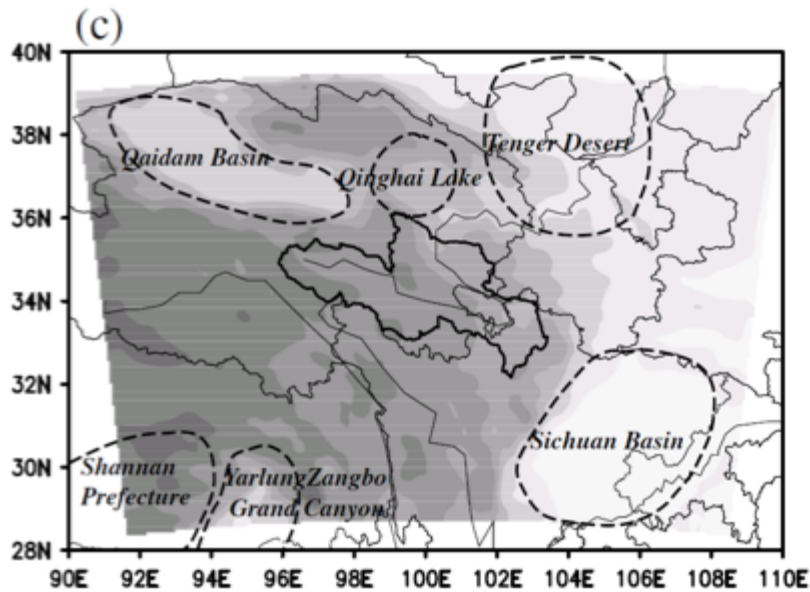 (c)
40N
38N
36N
34N
32N
30N
28N
Qaidam Basin
Qinghai Lake
Tenger Desert
Sichuan Basin
Shannan
Prefecture
YarlungZangbo
Grand Canyon
90E 92E 94E 96E 98E 100E 102E 104E 106E 108E 110E